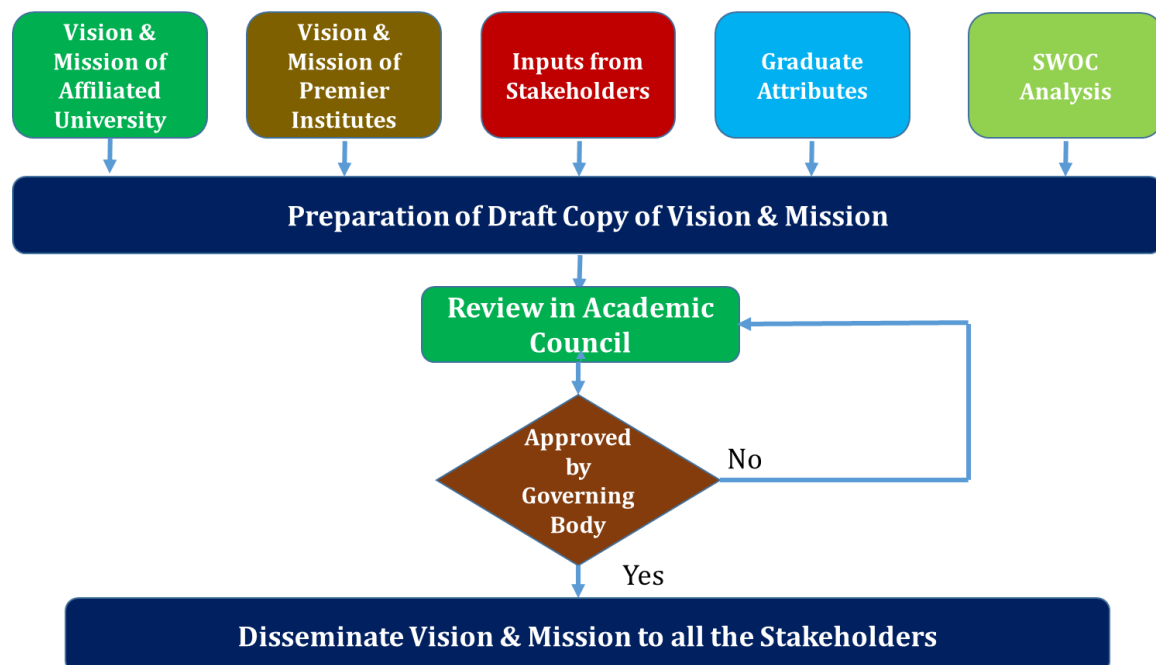 Vision &
Mission of
Affiliated
University
Vision &
Mission of
Premier
Institutes
Inputs from
Stakeholders
Graduate
Attributes
SWOC
Analysis
Preparation of Draft Copy of Vision & Mission
Review in Academic
Council
Approved
by
Governing
Body
No
Yes
Disseminate Vision & Mission to all the Stakeholders